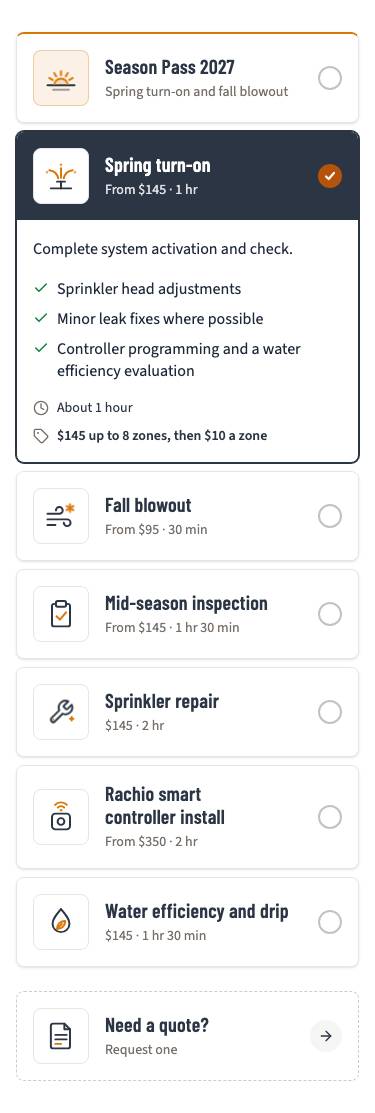 Season Pass 2027
Spring turn-on and fall blowout
Spring turn-on
From $145 · 1 hr
Complete system activation and check.
Sprinkler head adjustments
Minor leak fixes where possible
Controller programming and a water
efficiency evaluation
About 1 hour
$145 up to 8 zones, then $10 a zone
Fall blowout
From $95 · 30 min
Mid-season inspection
From $145 · 1 hr 30 min
Sprinkler repair
$145 · 2 hr
Rachio smart
controller install
From $350 · 2 hr
Water efficiency and drip
$145 · 1 hr 30 min
Need a quote?
Request one